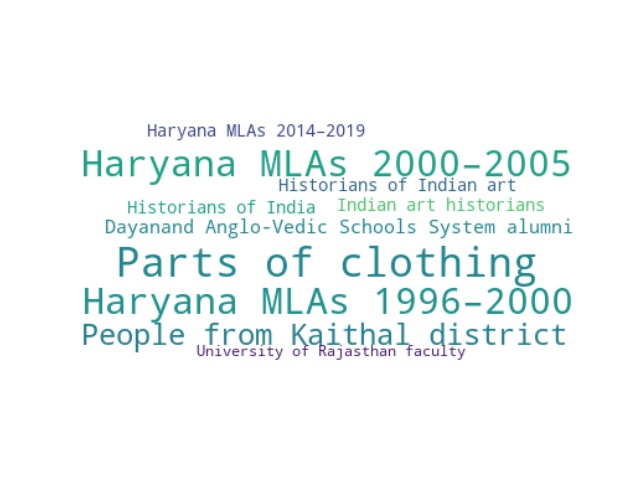 Haryana MLAs 2014–2019
Haryana MLAs 2000–2005
Historians of Indian art
Historians of India
Indian art historians
Dayanand Anglo-Vedic Schools System alumni
Parts of clothing
Haryana MLAs 1996–2000
People from Kaithal district
University of Rajasthan faculty